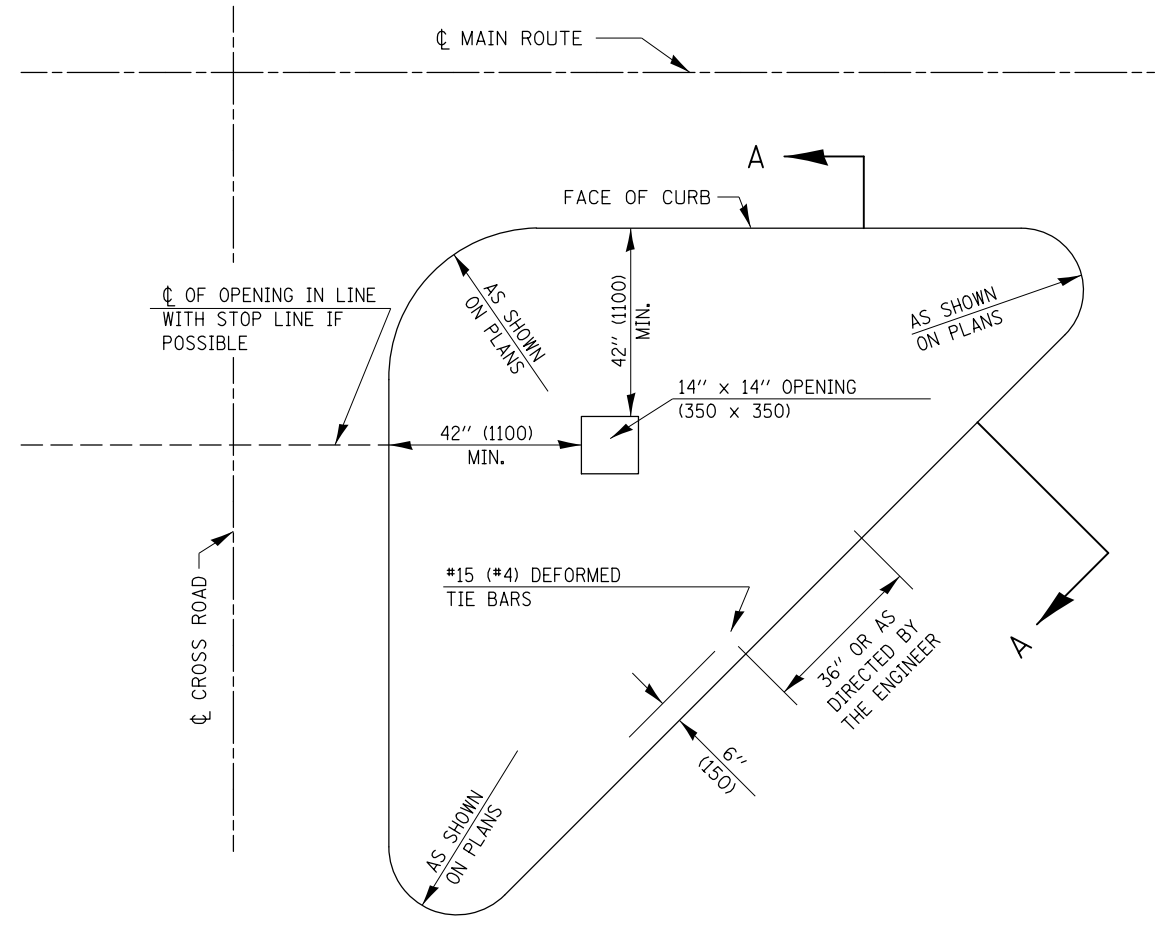 ℄ MAIN ROUTE
A
FACE OF CURB
℄ OF OPENING IN LINE
WITH STOP LINE IF
POSSIBLE
AS SHOWN
ON PLANS
42" (1100)
MIN.
AS SHOWN
ON PLANS
14" x 14" OPENING
(350 x 350)
42" (1100)
MIN.
#15 (#4) DEFORMED
TIE BARS
℄ CROSS ROAD
36" OR AS
DIRECTED BY
THE ENGINEER
A
6"
(150)
AS SHOWN
ON PLANS